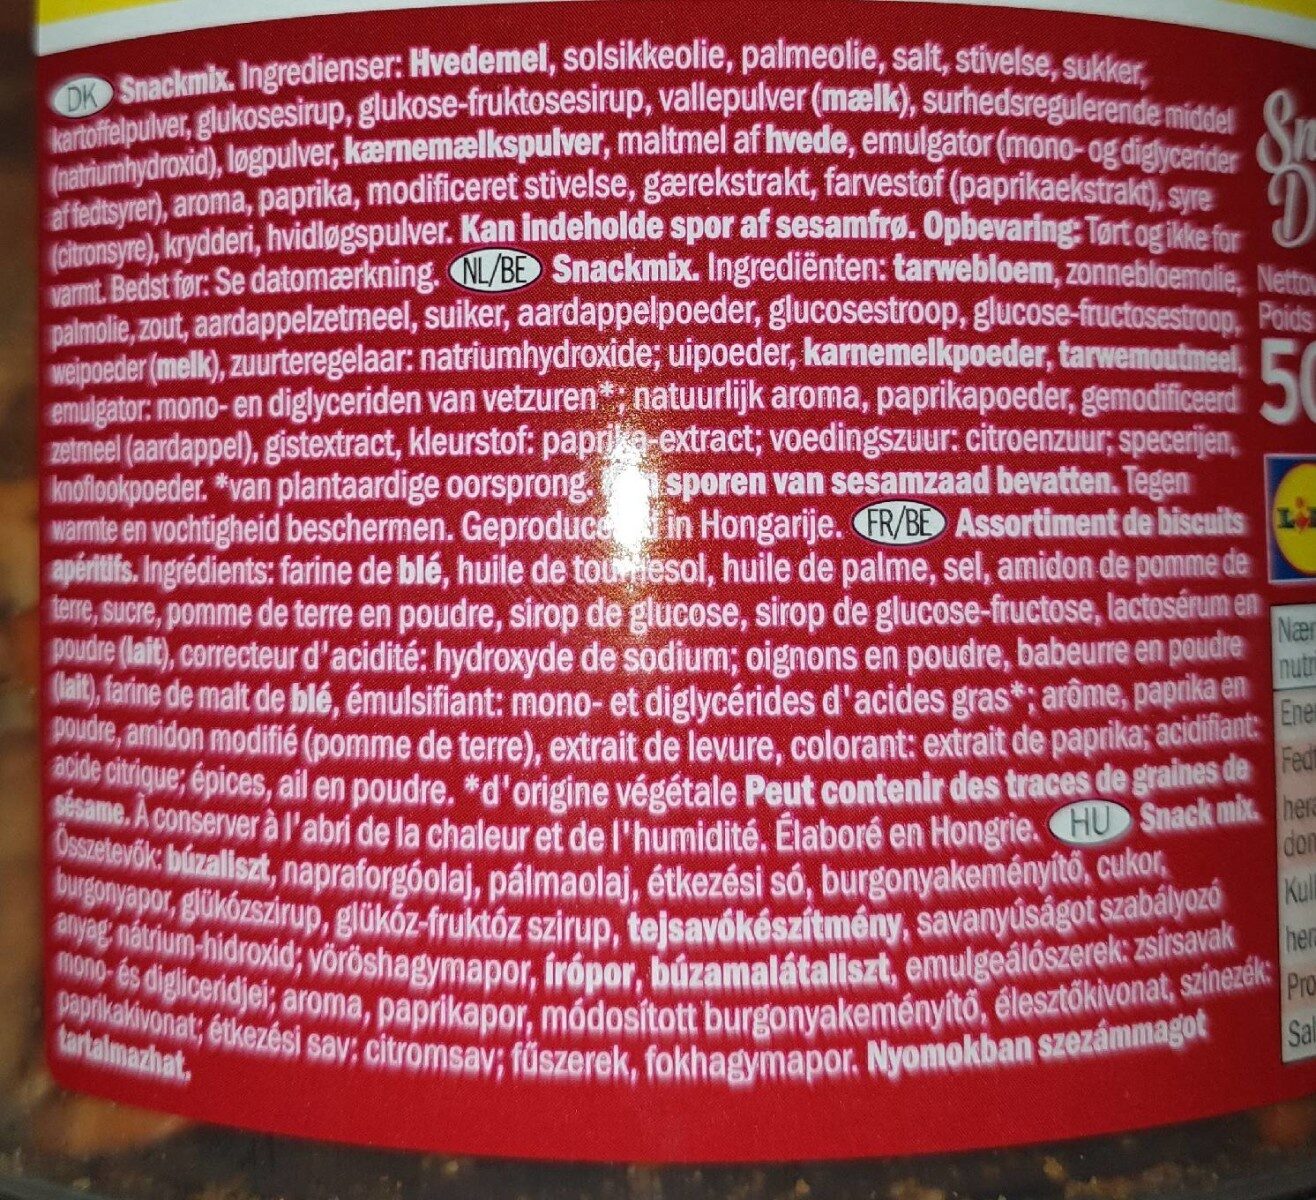 DK Snackmix. Ingredienser: Hvedemel, solsikkeolie, palmeolie, salt, stivelse, sukker,
kartoffelpulver, glukosesirup, glukose-fruktosesirup, vallepulver (mælk), surhedsregulerende middel
(natriumhydroxid), løgpulver, kærnemælkspulver, maltmel af hvede, emulgator (mono- og diglycerider
af fedtsyrer), aroma, paprika, modificeret stivelse, gærekstrakt, farvestof (paprikaekstrakt), syre
(citronsyre), krydderi, hvidløgspulver. Kan indeholde spor af sesamfrø. Opbevaring: Tørt og ikke for
varmt. Bedst før: Se datomærkning. NL/BE Snackmix. Ingrediënten: tarwebloem, zonnebloemolie,
palmolie, zout, aardappelzetmeel, suiker, aardappelpoeder, glucosestroop, glucose-fructosestroop,
weipoeder (melk), zuurteregelaar: natriumhydroxide; uipoeder, karnemelkpoeder, tarwemoutmeel,
emulgator: mono- en diglyceriden van vetzuren*; natuurlijk aroma, paprikapoeder, gemodificeerd
zetmeel (aardappel), gistextract, kleurstof: paprika-extract; voedingszuur: citroenzuur; specerijen,
knoflookpoeder. *van plantaardige oorsprong. sporen van sesamzaad bevatten. Tegen
warmte en vochtigheid beschermen. Geproduceerd in Hongarije. FR/BE Assortiment de biscuits
apéritifs. Ingrédients: farine de blé, huile de tournesol, huile de palme, sel, amidon de pomme de
terre, sucre, pomme de terre en poudre, sirop de glucose, sirop de glucose-fructose, lactosérum en
poudre (lait), correcteur d'acidité: hydroxyde de sodium; oignons en poudre, babeurre en poudre
(lait), farine de malt de blé, émulsifiant: mono- et diglycérides d'acides gras*; arôme, paprika en
poudre, amidon modifié (pomme de terre), extrait de levure, colorant: extrait de paprika; acidifiant:
acide citrique; épices, ail en poudre. *d'origine végétale Peut contenir des traces de graines de
sésame. À conserver à l'abri de la chaleur et de l'humidité. Élaboré en Hongrie. HU Snack mix.
Összetevők: búzaliszt, napraforgóolaj, pálmaolaj, étkezési só, burgonyakeményítő, cukor,
burgonyapor, glükózszirup, glükóz-fruktóz szirup, tejsavókészítmény, savanyúságot szabályozó
anyag: nátrium-hidroxid; vöröshagymapor, írópor, búzamalátaliszt, emulgeálószerek: zsírsavak
mono- és digliceridjei; aroma, paprikapor, módosított burgonyakeményítő, élesztőkivonat, színezék:
paprikakivonat; étkezési sav: citromsav; fűszerek, fokhagymapor. Nyomokban szezámmagot
tartalmazhat.
Netto
Poids